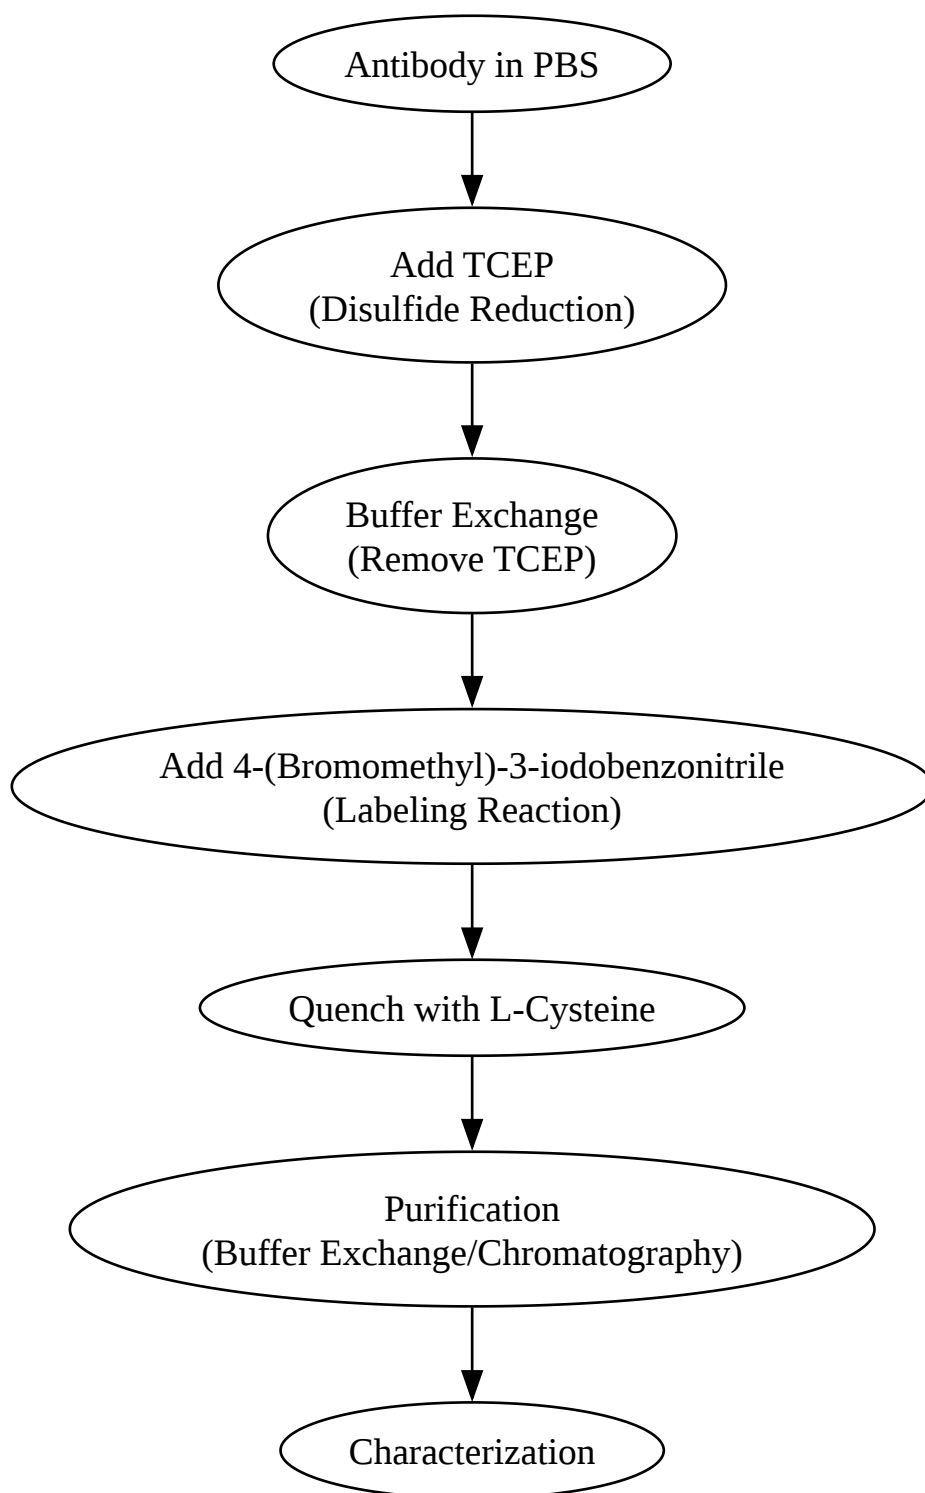 Antibody in PBS
Add TCEP
(Disulfide Reduction)
Buffer Exchange
(Remove TCEP)
Add 4-(Bromomethyl)-3-iodobenzonitrile
(Labeling Reaction)
Quench with L-Cysteine
Purification
(Buffer Exchange/Chromatography)
Characterization